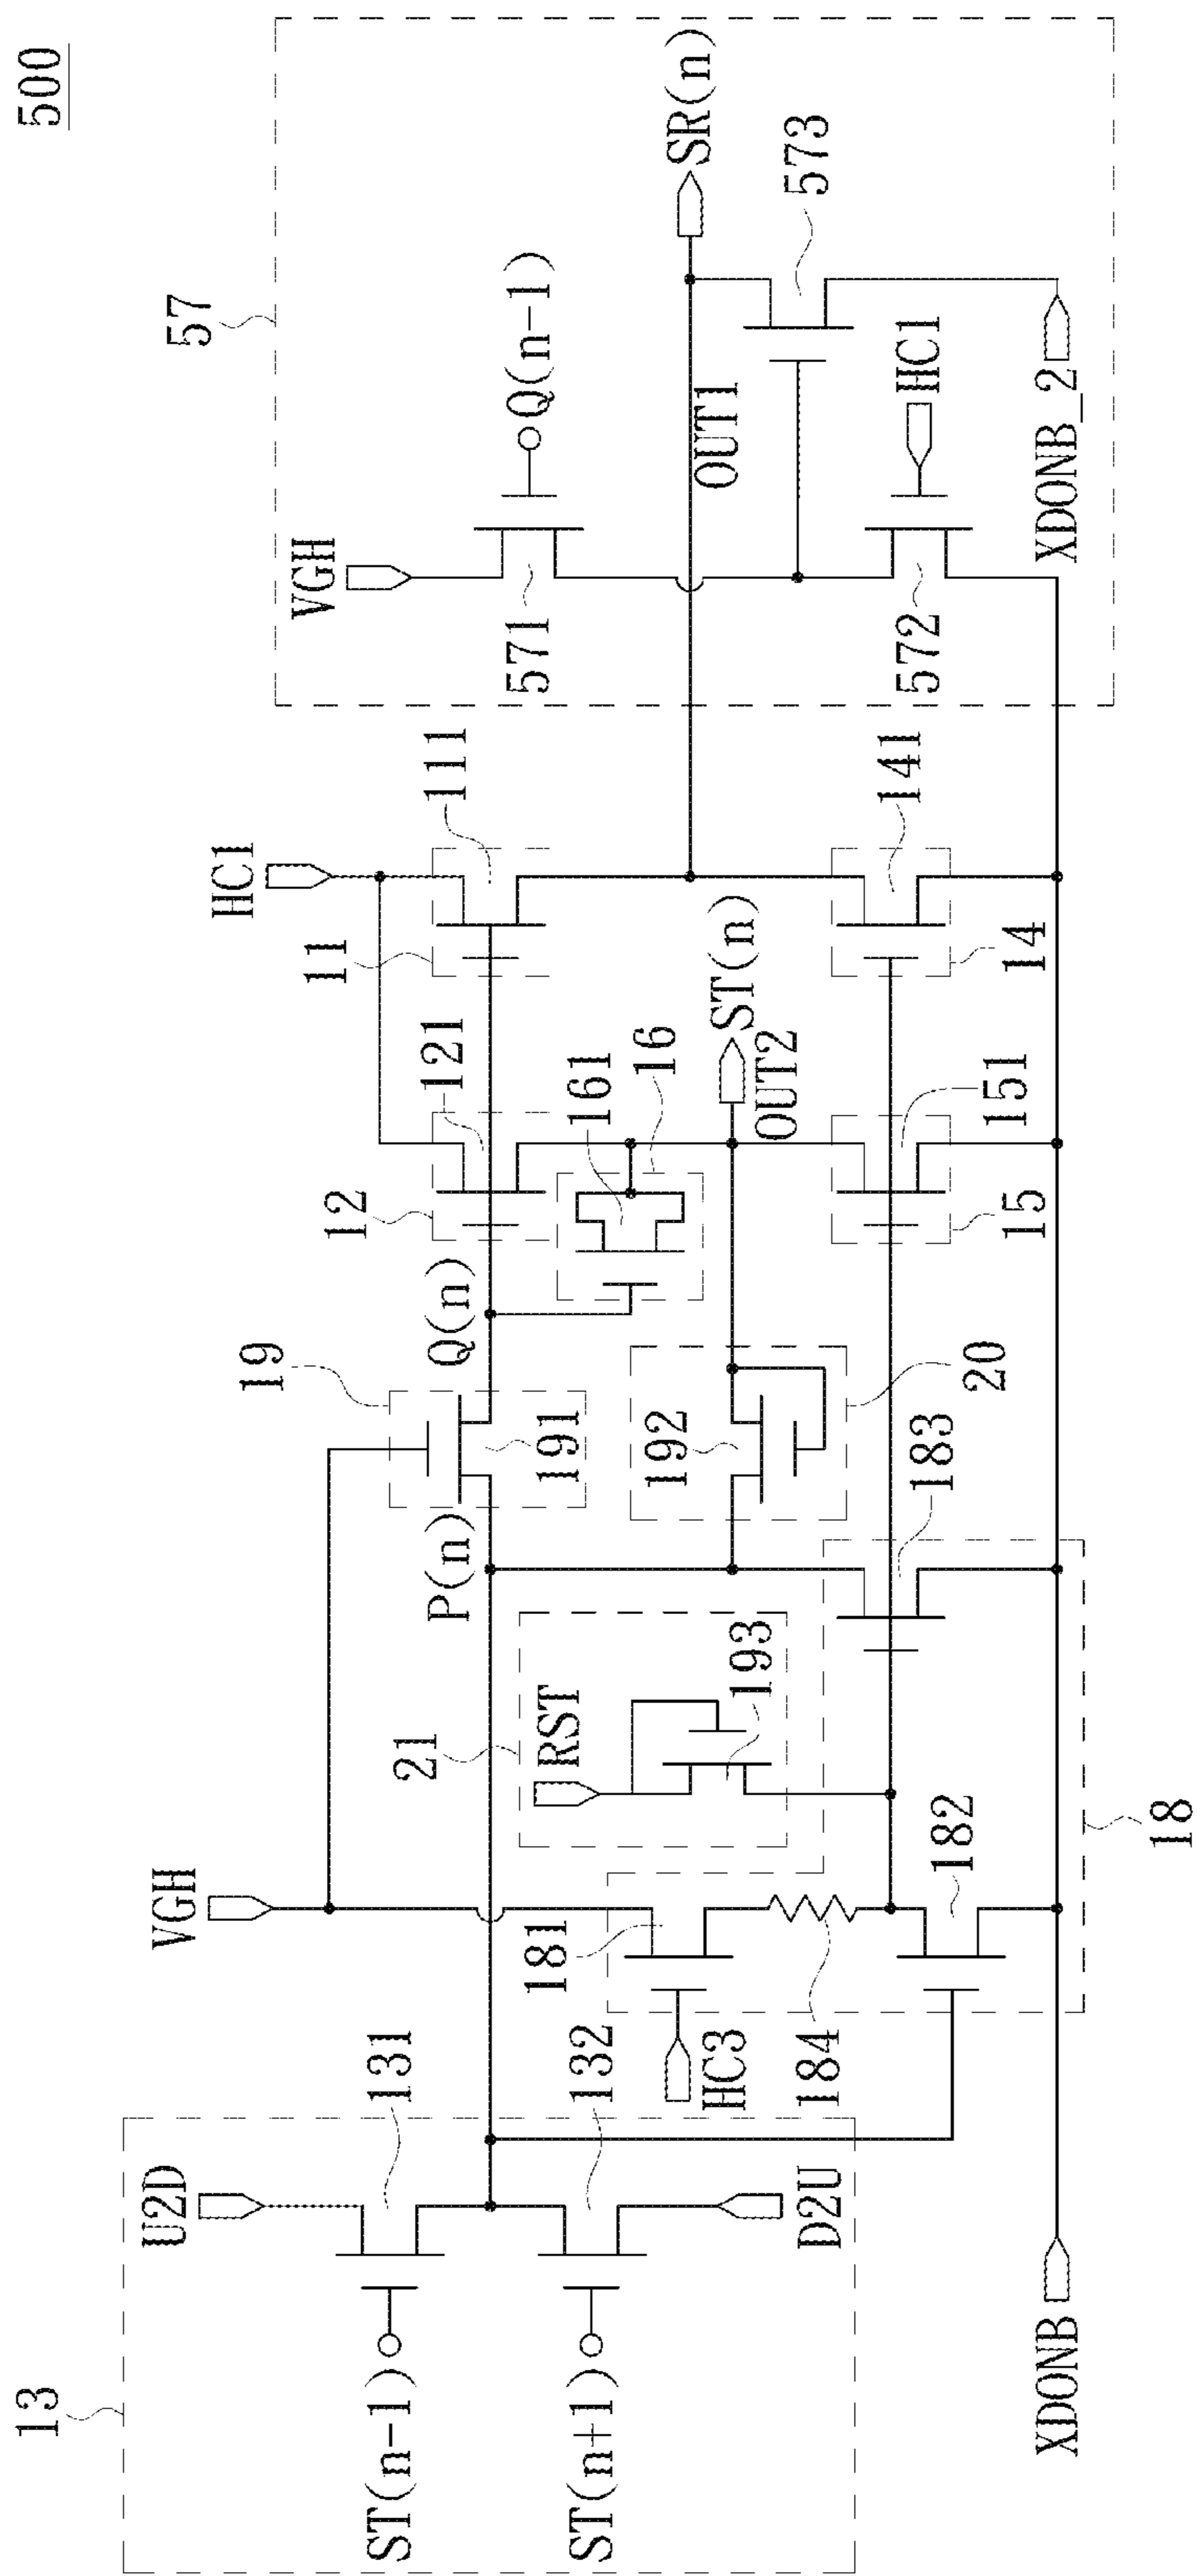 500
57
VGH
Q(n-1)
571
SR(n)
573
OUT1
HC1
572
XDONB_2
HC1
111
11
121
12
Q(n)
161
16
ST(n)
OUT2
141
14
151
15
19
191
P(n)
192
20
183
21
RST
193
VGH
181
HC3
184
182
18
13
U2D
131
132
D2U
ST(n-1)
ST(n+1)
XDONB